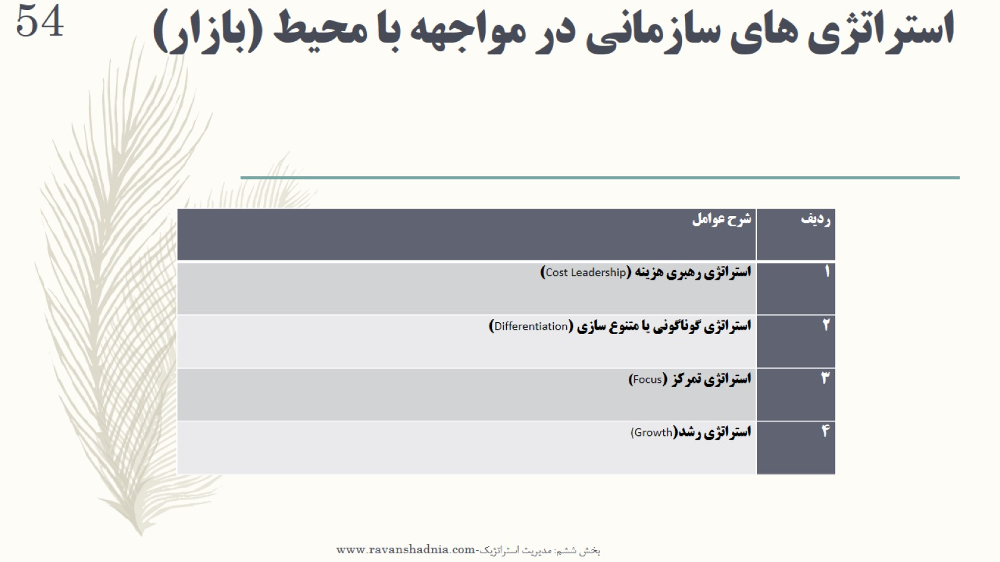 54
استراتژی های سازمانی در مواجهه با محیط (بازار)
ردیف شرح عوامل
۱ استراتژی رهبری هزینه (Cost Leadership)
۲ استراتژی گوناگونی یا متنوع سازی (Differentiation)
۳ استراتژی تمرکز (Focus)
۴ استراتژی رشد(Growth)
بخش ششم: مدیریت استراتژیک-www.ravanshadnia.com